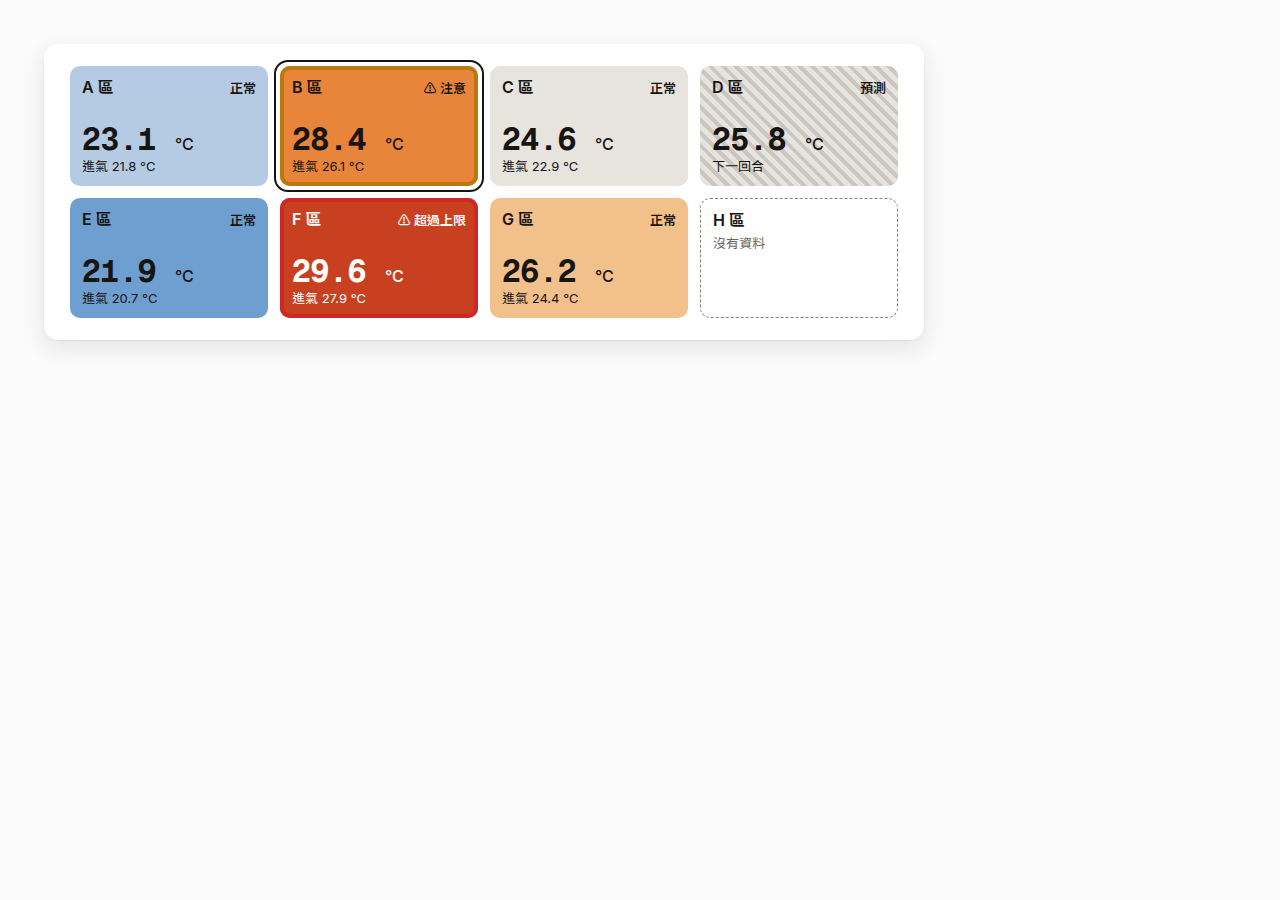 A 區 正常
23.1 °C
進氣 21.8 °C
B 區 ⚠ 注意
28.4 °C
進氣 26.1 °C
C 區 正常
24.6 °C
進氣 22.9 °C
D 區 預測
25.8 °C
下一回合
E 區 正常
21.9 °C
進氣 20.7 °C
F 區 ⚠ 超過上限
29.6 °C
進氣 27.9 °C
G 區 正常
26.2 °C
進氣 24.4 °C
H 區
沒有資料